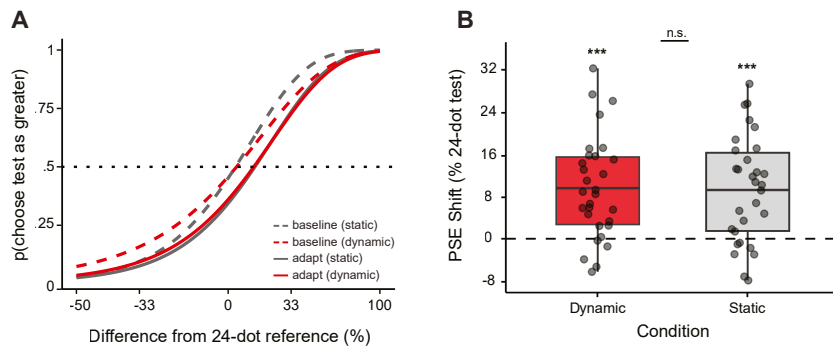 A
p(choose test as greater)
1
.75
.5
.25
0
baseline (static)
baseline (dynamic)
adapt (static)
adapt (dynamic)
-50
-33
0
33
100
Difference from 24-dot reference (%)
B
n.s.
***
***
PSE Shift (% 24-dot test)
32
24
16
8
0
-8
Dynamic
Static
Condition